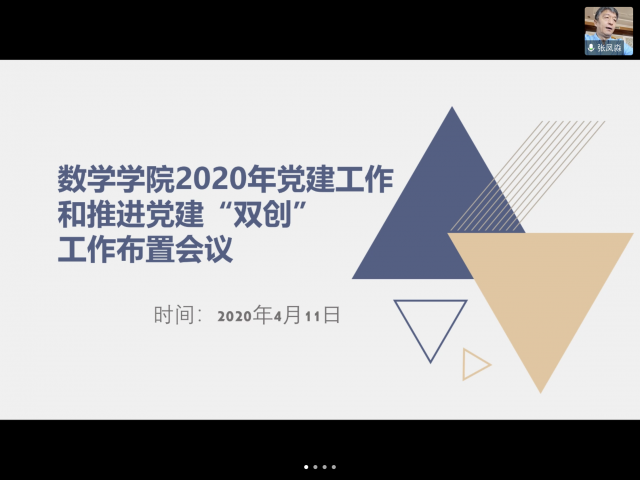 张凤森
数学学院2020年党建工作
和推进党建“双创”
工作布置会议
时间：2020年4月11日